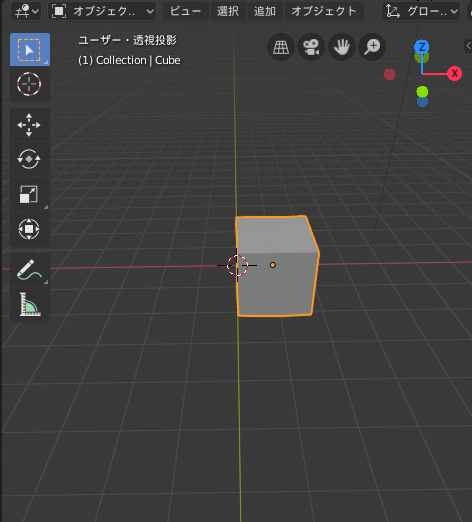 オブジェク.. ビュー 選択 追加 オブジェクト グロー..
ユーザー・透視投影
(1) Collection | Cube
Z
X